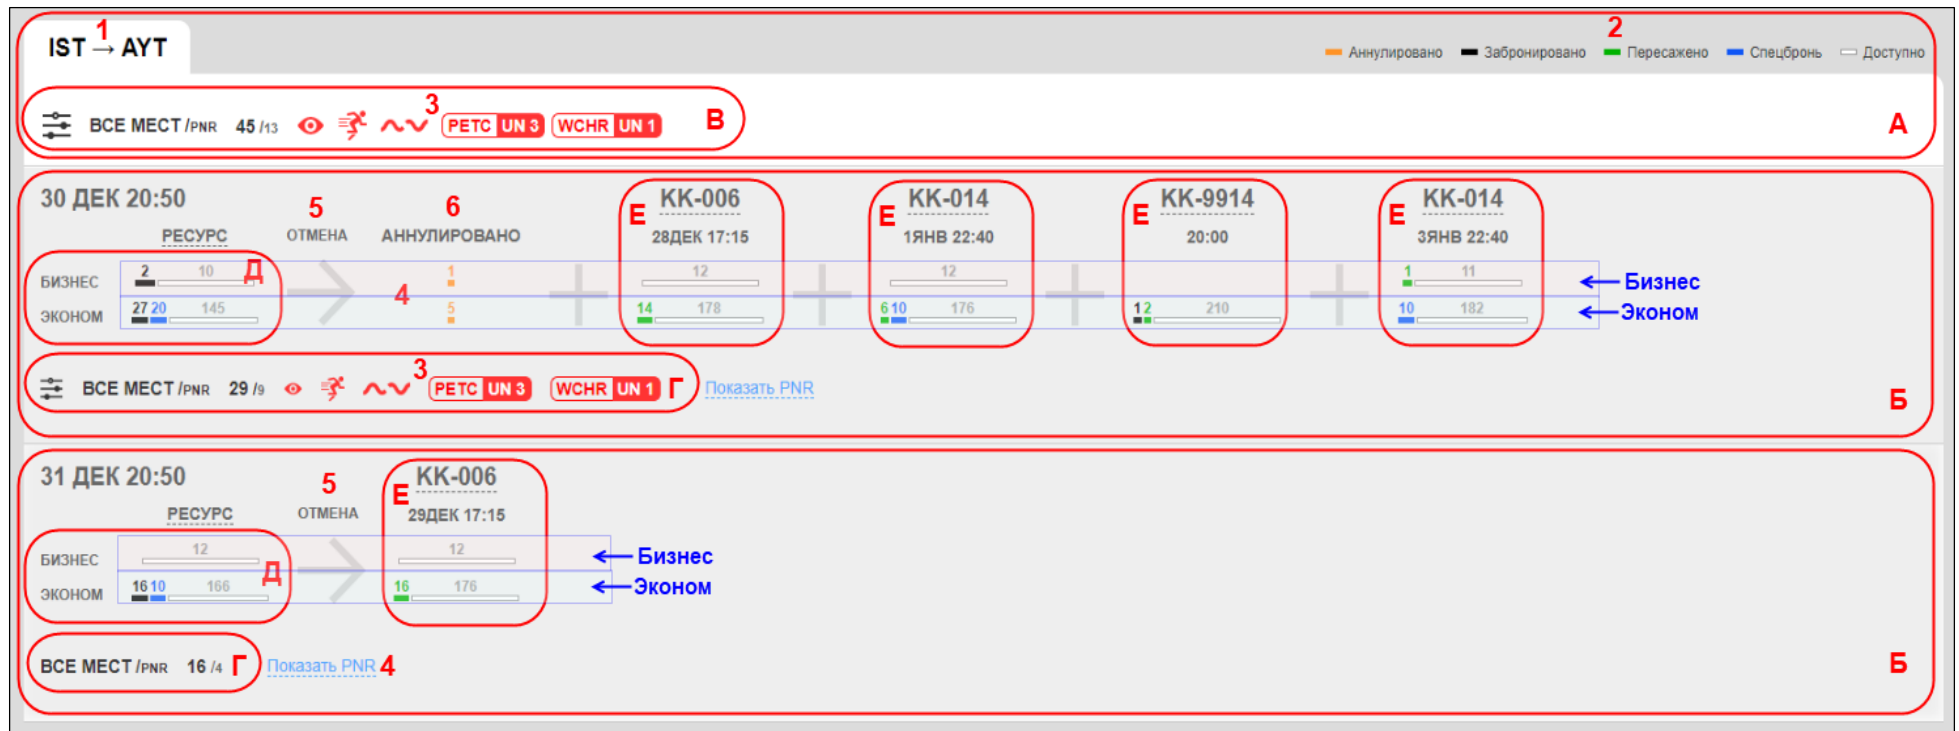 1
2
IST → AYT
Аннулировано Забронировано Пересажено Спецбронь Доступно
3
ВСЕ МЕСТ /PNR 45 /13 PETC UN 3 WCHR UN 1 В
А
30 ДЕК 20:50 5 6 Е КК-006 Е КК-014 Е КК-9914 Е КК-014
РЕСУРС ОТМЕНА АННУЛИРОВАНО 28ДЕК 17:15 1ЯНВ 22:40 20:00 3ЯНВ 22:40
БИЗНЕС 2 10 Д 1 12 12 1 11 Бизнес
4
ЭКОНОМ 27 20 145 5 14 178 6 10 176 1 2 210 10 182 Эконом
3
ВСЕ МЕСТ /PNR 29 /9 PETC UN 3 WCHR UN 1 Г Показать PNR
Б
31 ДЕК 20:50 5 Е КК-006
РЕСУРС ОТМЕНА 29ДЕК 17:15
БИЗНЕС 12 Д 12 Бизнес
ЭКОНОМ 16 10 166 16 176 Эконом
ВСЕ МЕСТ /PNR 16 /4 Г Показать PNR 4
Б